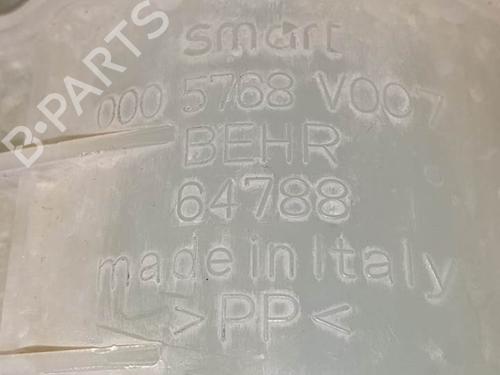 smart
000 5768 V007
BEHR
64788
made in Italy
>PP<
B-PARTS